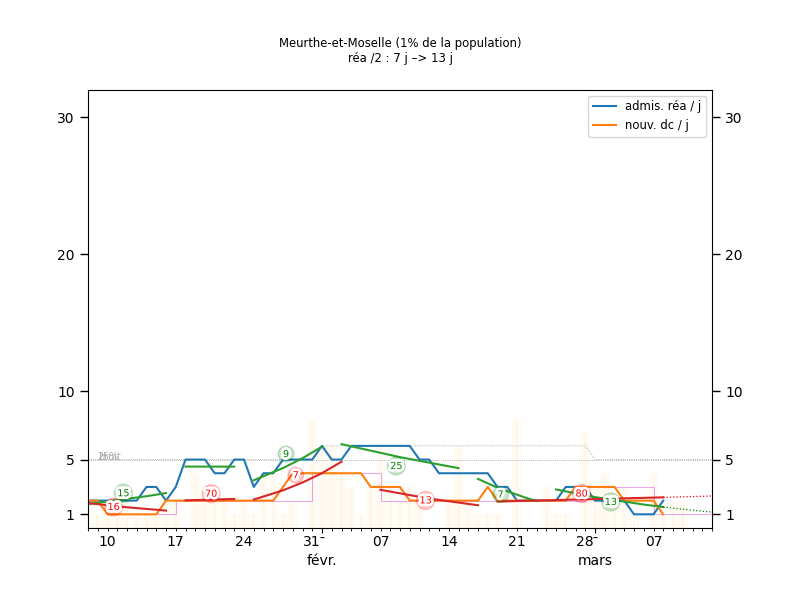 Meurthe-et-Moselle (1% de la population)
réa /2 : 7 j –> 13 j
admis. réa / j
nouv. dc / j
30 30
20 20
10 10
5 5
1 1
15 16 70 9 7 25 13 7 80 13
10 17 24 31- 07 14 21 28- 07
févr. mars